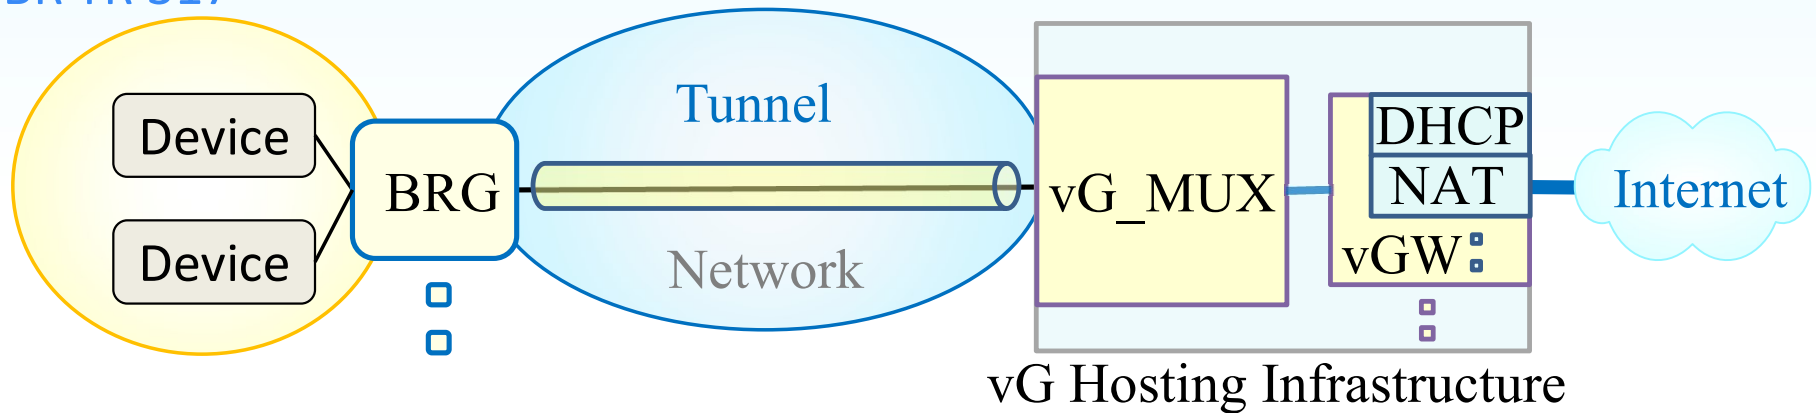 Device
Device
BRG
Tunnel
Network
vG_MUX
DHCP
NAT
vGW
Internet
vG Hosting Infrastructure